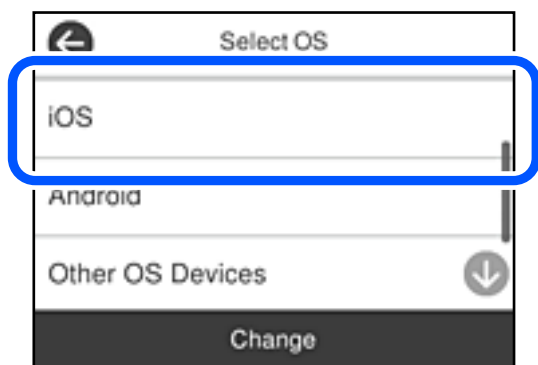 Select OS
iOS
Android
Other OS Devices
Change